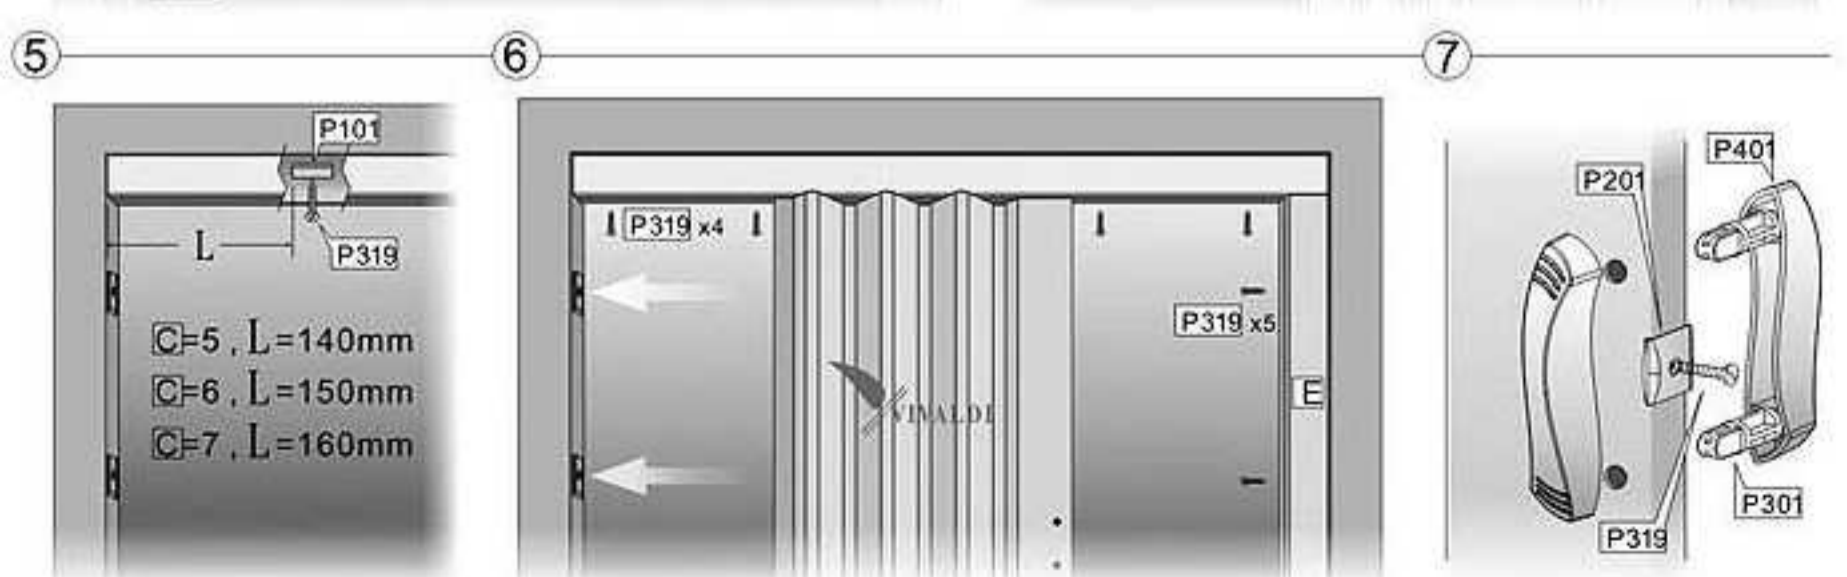 5
P101
L
P319
C=5, L=140mm
C=6, L=150mm
C=7, L=160mm
6
P319 x4
P319 x5
E
VIVALDI
7
P401
P201
P301
P319